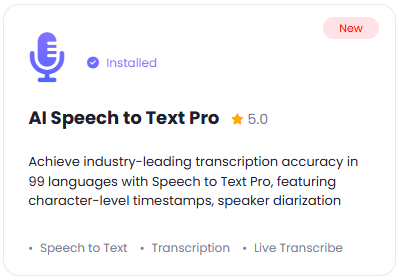 New
Installed
AI Speech to Text Pro ★ 5.0
Achieve industry-leading transcription accuracy in
99 languages with Speech to Text Pro, featuring
character-level timestamps, speaker diarization
• Speech to Text • Transcription • Live Transcribe